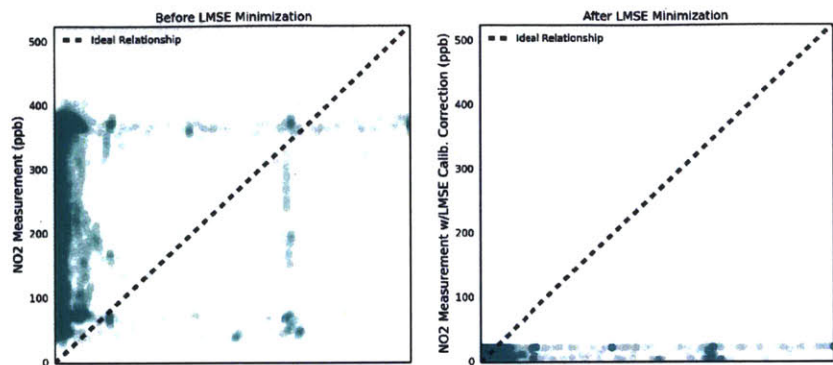 Before LMSE Minimization
Ideal Relationship
NO2 Measurement (ppb)
500
400
300
200
100
0
After LMSE Minimization
Ideal Relationship
NO2 Measurement w/LMSE Calib. Correction (ppb)
500
400
300
200
100
0